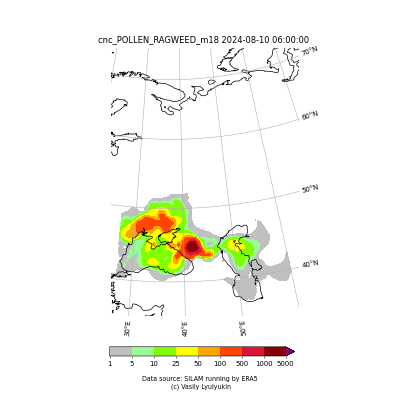 cnc_POLLEN_RAGWEED_m18 2024-08-10 06:00:00
70°N
60°N
50°N
40°N
30°E 40°E 50°E
1 5 10 25 50 100 500 1000 5000
Data source: SILAM running by ERA5
(c) Vasily Lyulyukin